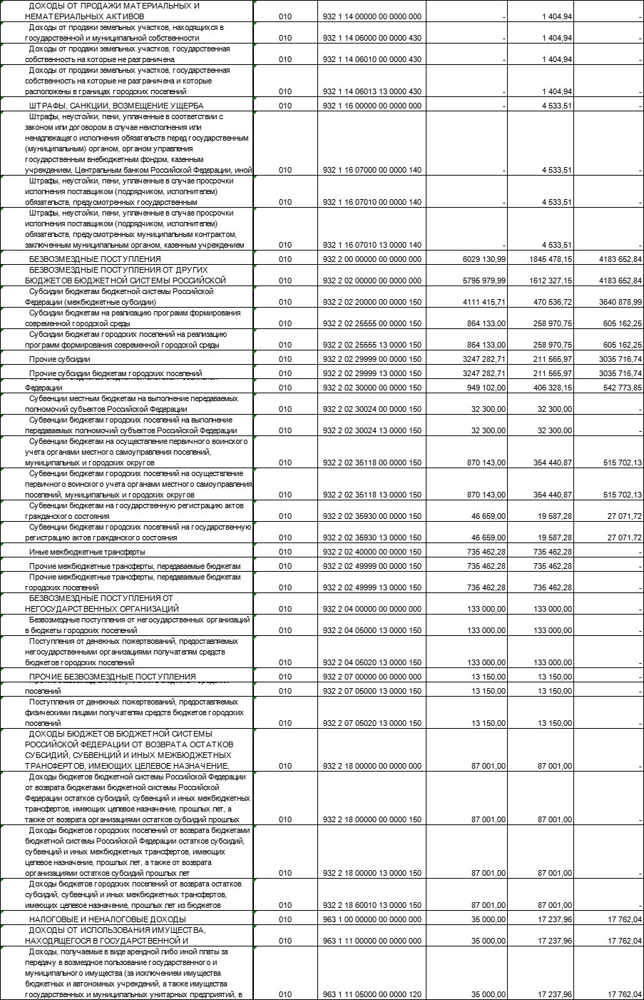 ДОХОДЫ ОТ ПРОДАЖИ МАТЕРИАЛЬНЫХ И
НЕМАТЕРИАЛЬНЫХ АКТИВОВ 010 932 1 14 00000 00 0000 000 - 1 404,94 -
Доходы от продажи земельных участков, находящихся в
государственной и муниципальной собственности 010 932 1 14 06000 00 0000 430 - 1 404,94 -
Доходы от продажи земельных участков, государственная
собственность на которые не разграничена 010 932 1 14 06010 00 0000 430 - 1 404,94 -
Доходы от продажи земельных участков, государственная
собственность на которые не разграничена и которые
расположены в границах городских поселений 010 932 1 14 06013 13 0000 430 - 1 404,94 -
ШТРАФЫ, САНКЦИИ, ВОЗМЕЩЕНИЕ УЩЕРБА 010 932 1 16 00000 00 0000 000 - 4 533,51 -
Штрафы, неустойки, пени, уплаченные в соответствии с
законом или договором в случае неисполнения или
ненадлежащего исполнения обязательств перед государственным
(муниципальным) органом, органом управления
государственным внебюджетным фондом, казенным
учреждением, Центральным банком Российской Федерации, иной 010 932 1 16 07000 00 0000 140 - 4 533,51 -
Штрафы, неустойки, пени, уплаченные в случае просрочки
исполнения поставщиком (подрядчиком, исполнителем)
обязательств, предусмотренных государственным 010 932 1 16 07010 00 0000 140 - 4 533,51 -
Штрафы, неустойки, пени, уплаченные в случае просрочки
исполнения поставщиком (подрядчиком, исполнителем)
обязательств, предусмотренных муниципальным контрактом,
заключенным муниципальным органом, казенным учреждением 010 932 1 16 07010 13 0000 140 - 4 533,51 -
БЕЗВОЗМЕЗДНЫЕ ПОСТУПЛЕНИЯ 010 932 2 00 00000 00 0000 000 6029 130,99 1845 478,15 4183 652,84
БЕЗВОЗМЕЗДНЫЕ ПОСТУПЛЕНИЯ ОТ ДРУГИХ
БЮДЖЕТОВ БЮДЖЕТНОЙ СИСТЕМЫ РОССИЙСКОЙ 010 932 2 02 00000 00 0000 000 5795 979,99 1612 327,15 4183 652,84
Субсидии бюджетам бюджетной системы Российской
Федерации (межбюджетные субсидии) 010 932 2 02 20000 00 0000 150 4111 415,71 470 536,72 3640 878,99
Субсидии бюджетам на реализацию программ формирования
современной городской среды 010 932 2 02 25555 00 0000 150 864 133,00 258 970,75 605 162,25
Субсидии бюджетам городских поселений на реализацию
программ формирования современной городской среды 010 932 2 02 25555 13 0000 150 864 133,00 258 970,75 605 162,25
Прочие субсидии 010 932 2 02 29999 00 0000 150 3247 282,71 211 565,97 3035 716,74
Прочие субсидии бюджетам городских поселений 010 932 2 02 29999 13 0000 150 3247 282,71 211 565,97 3035 716,74
Федерации 010 932 2 02 30000 00 0000 150 949 102,00 406 328,15 542 773,85
Субвенции местным бюджетам на выполнение передаваемых
полномочий субъектов Российской Федерации 010 932 2 02 30024 00 0000 150 32 300,00 32 300,00 -
Субвенции бюджетам городских поселений на выполнение
передаваемых полномочий субъектов Российской Федерации 010 932 2 02 30024 13 0000 150 32 300,00 32 300,00 -
Субвенции бюджетам на осуществление первичного воинского
учета органами местного самоуправления поселений,
муниципальных и городских округов 010 932 2 02 35118 00 0000 150 870 143,00 354 440,87 515 702,13
Субвенции бюджетам городских поселений на осуществление
первичного воинского учета органами местного самоуправления
поселений, муниципальных и городских округов 010 932 2 02 35118 13 0000 150 870 143,00 354 440,87 515 702,13
Субвенции бюджетам на государственную регистрацию актов
гражданского состояния 010 932 2 02 35930 00 0000 150 46 659,00 19 587,28 27 071,72
Субвенции бюджетам городских поселений на государственную
регистрацию актов гражданского состояния 010 932 2 02 35930 13 0000 150 46 659,00 19 587,28 27 071,72
Иные межбюджетные трансферты 010 932 2 02 40000 00 0000 150 735 462,28 735 462,28 -
Прочие межбюджетные трансферты, передаваемые бюджетам 010 932 2 02 49999 00 0000 150 735 462,28 735 462,28 -
Прочие межбюджетные трансферты, передаваемые бюджетам
городских поселений 010 932 2 02 49999 13 0000 150 735 462,28 735 462,28 -
БЕЗВОЗМЕЗДНЫЕ ПОСТУПЛЕНИЯ ОТ
НЕГОСУДАРСТВЕННЫХ ОРГАНИЗАЦИЙ 010 932 2 04 00000 00 0000 000 133 000,00 133 000,00 -
Безвозмездные поступления от негосударственных организаций
в бюджеты городских поселений 010 932 2 04 05000 13 0000 150 133 000,00 133 000,00 -
Поступления от денежных пожертвований, предоставляемых
негосударственными организациями получателям средств
бюджетов городских поселений 010 932 2 04 05020 13 0000 150 133 000,00 133 000,00 -
ПРОЧИЕ БЕЗВОЗМЕЗДНЫЕ ПОСТУПЛЕНИЯ 010 932 2 07 00000 00 0000 000 13 150,00 13 150,00 -
поселений 010 932 2 07 05000 13 0000 150 13 150,00 13 150,00 -
Поступления от денежных пожертвований, предоставляемых
физическими лицами получателям средств бюджетов городских
поселений 010 932 2 07 05020 13 0000 150 13 150,00 13 150,00 -
ДОХОДЫ БЮДЖЕТОВ БЮДЖЕТНОЙ СИСТЕМЫ
РОССИЙСКОЙ ФЕДЕРАЦИИ ОТ ВОЗВРАТА ОСТАТКОВ
СУБСИДИЙ, СУБВЕНЦИЙ И ИНЫХ МЕЖБЮДЖЕТНЫХ
ТРАНСФЕРТОВ, ИМЕЮЩИХ ЦЕЛЕВОЕ НАЗНАЧЕНИЕ, 010 932 2 18 00000 00 0000 000 87 001,00 87 001,00 -
Доходы бюджетов бюджетной системы Российской Федерации
от возврата бюджетами бюджетной системы Российской
Федерации остатков субсидий, субвенций и иных межбюджетных
трансфертов, имеющих целевое назначение, прошлых лет, а
также от возврата организациями остатков субсидий прошлых 010 932 2 18 00000 00 0000 150 87 001,00 87 001,00 -
Доходы бюджетов городских поселений от возврата бюджетами
бюджетной системы Российской Федерации остатков субсидий,
субвенций и иных межбюджетных трансфертов, имеющих
целевое назначение, прошлых лет, а также от возврата
организациями остатков субсидий прошлых лет 010 932 2 18 00000 13 0000 150 87 001,00 87 001,00 -
Доходы бюджетов городских поселений от возврата остатков
субсидий, субвенций и иных межбюджетных трансфертов,
имеющих целевое назначение, прошлых лет из бюджетов 010 932 2 18 60010 13 0000 150 87 001,00 87 001,00 -
НАЛОГОВЫЕ И НЕНАЛОГОВЫЕ ДОХОДЫ 010 963 1 00 00000 00 0000 000 35 000,00 17 237,96 17 762,04
ДОХОДЫ ОТ ИСПОЛЬЗОВАНИЯ ИМУЩЕСТВА,
НАХОДЯЩЕГОСЯ В ГОСУДАРСТВЕННОЙ И 010 963 1 11 00000 00 0000 000 35 000,00 17 237,96 17 762,04
Доходы, получаемые в виде арендной либо иной платы за
передачу в возмездное пользование государственного и
муниципального имущества (за исключением имущества
бюджетных и автономных учреждений, а также имущества
государственных и муниципальных унитарных предприятий, в 010 963 1 11 05000 00 0000 120 35 000,00 17 237,96 17 762,04